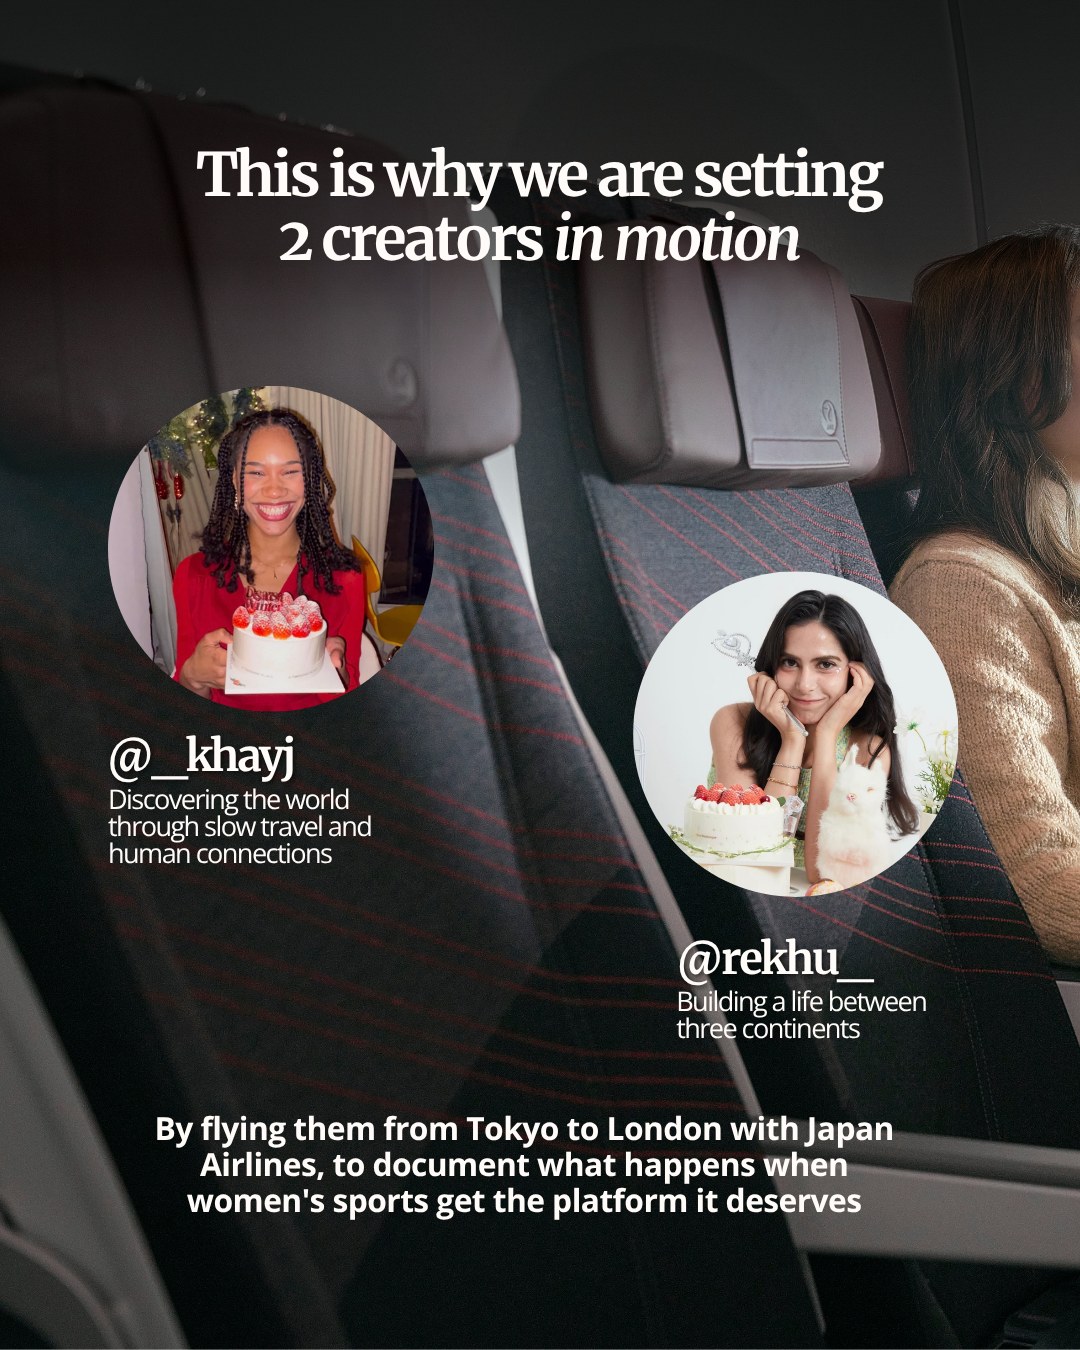 This is why we are setting
2 creators in motion
@__khayj
Discovering the world
through slow travel and
human connections
@rekhu__
Building a life between
three continents
By flying them from Tokyo to London with Japan
Airlines, to document what happens when
women's sports get the platform it deserves